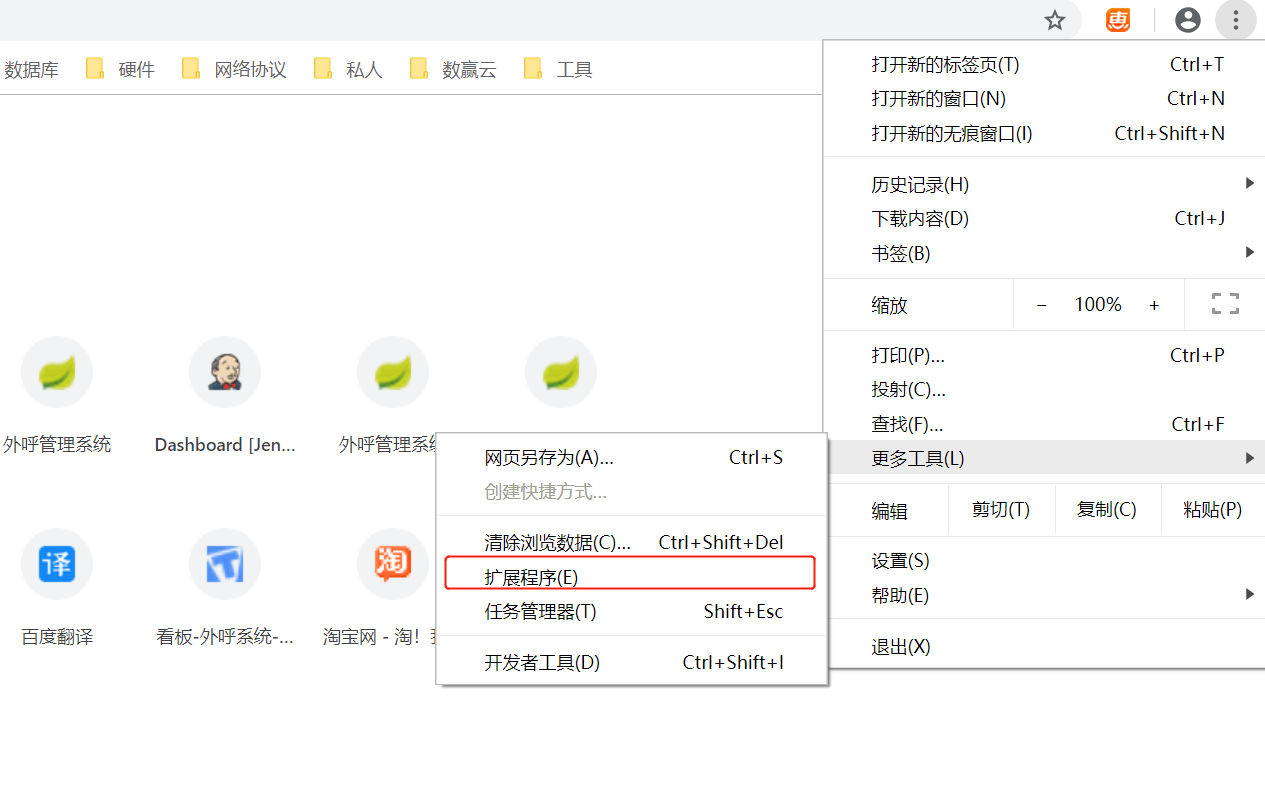 惠
数据库 硬件 网络协议 私人 数赢云 工具
打开新的标签页(T) Ctrl+T
打开新的窗口(N) Ctrl+N
打开新的无痕窗口(I) Ctrl+Shift+N
历史记录(H)
下载内容(D) Ctrl+J
书签(B)
缩放 − 100% +
打印(P)... Ctrl+P
投射(C)...
查找(F)... Ctrl+F
更多工具(L)
编辑 剪切(T) 复制(C) 粘贴(P)
设置(S)
帮助(E)
退出(X)
外呼管理系统 Dashboard [Jen... 外呼管理系
网页另存为(A)... Ctrl+S
创建快捷方式...
清除浏览数据(C)... Ctrl+Shift+Del
扩展程序(E)
任务管理器(T) Shift+Esc
开发者工具(D) Ctrl+Shift+I
译 淘
百度翻译 看板-外呼系统-... 淘宝网 - 淘！